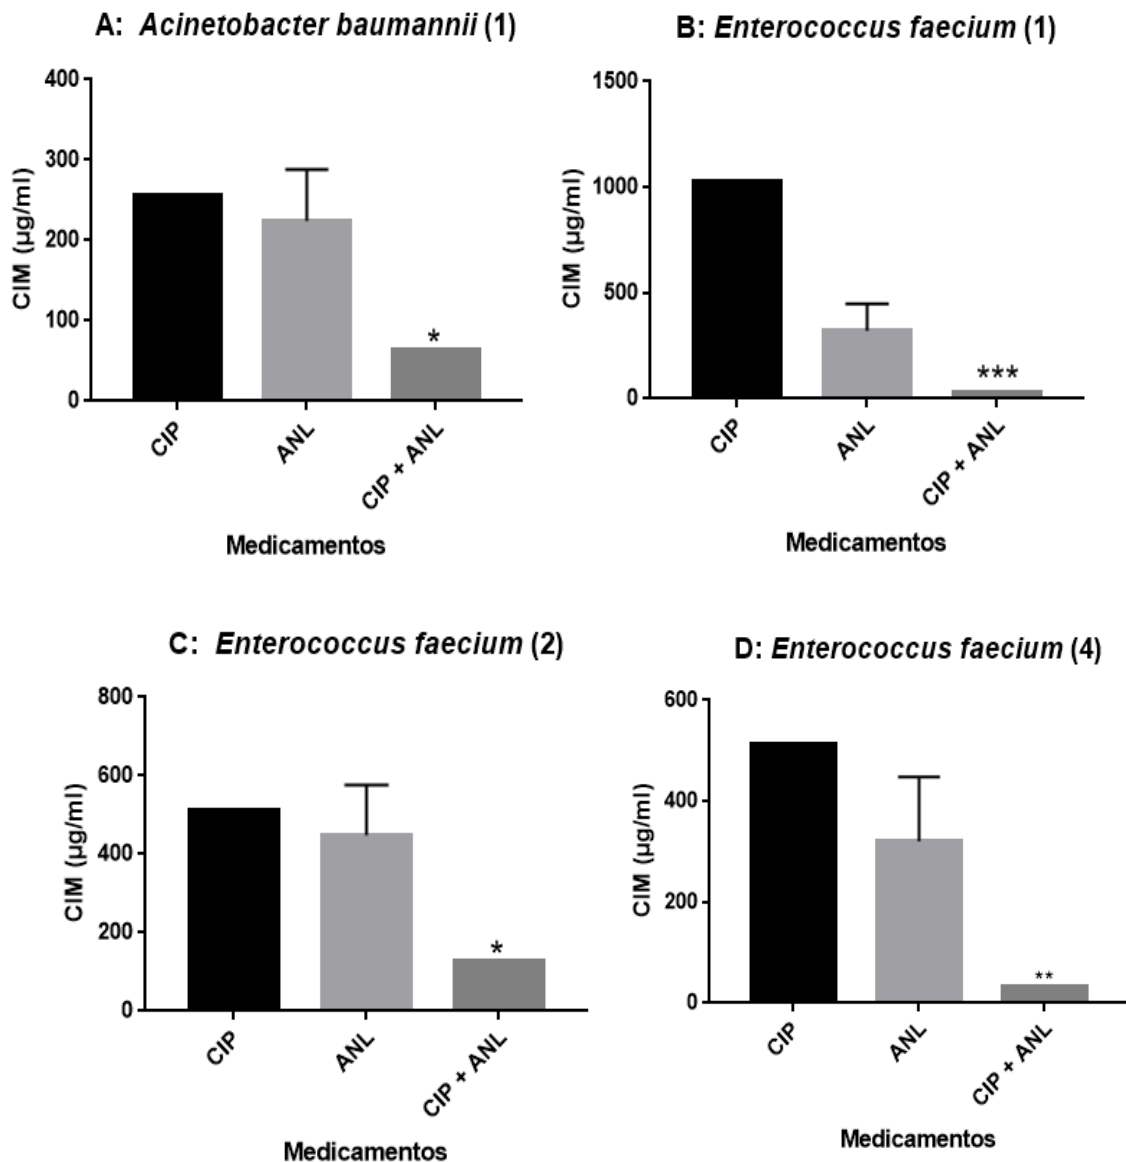 A: Acinetobacter baumannii (1)
CIM (µg/ml)
400
300
200
100
0
*
CIP
ANL
CIP + ANL
Medicamentos
B: Enterococcus faecium (1)
CIM (µg/ml)
1500
1000
500
0
***
CIP
ANL
CIP + ANL
Medicamentos
C: Enterococcus faecium (2)
CIM (µg/ml)
800
600
400
200
0
*
CIP
ANL
CIP + ANL
Medicamentos
D: Enterococcus faecium (4)
CIM (µg/ml)
600
400
200
0
**
CIP
ANL
CIP + ANL
Medicamentos